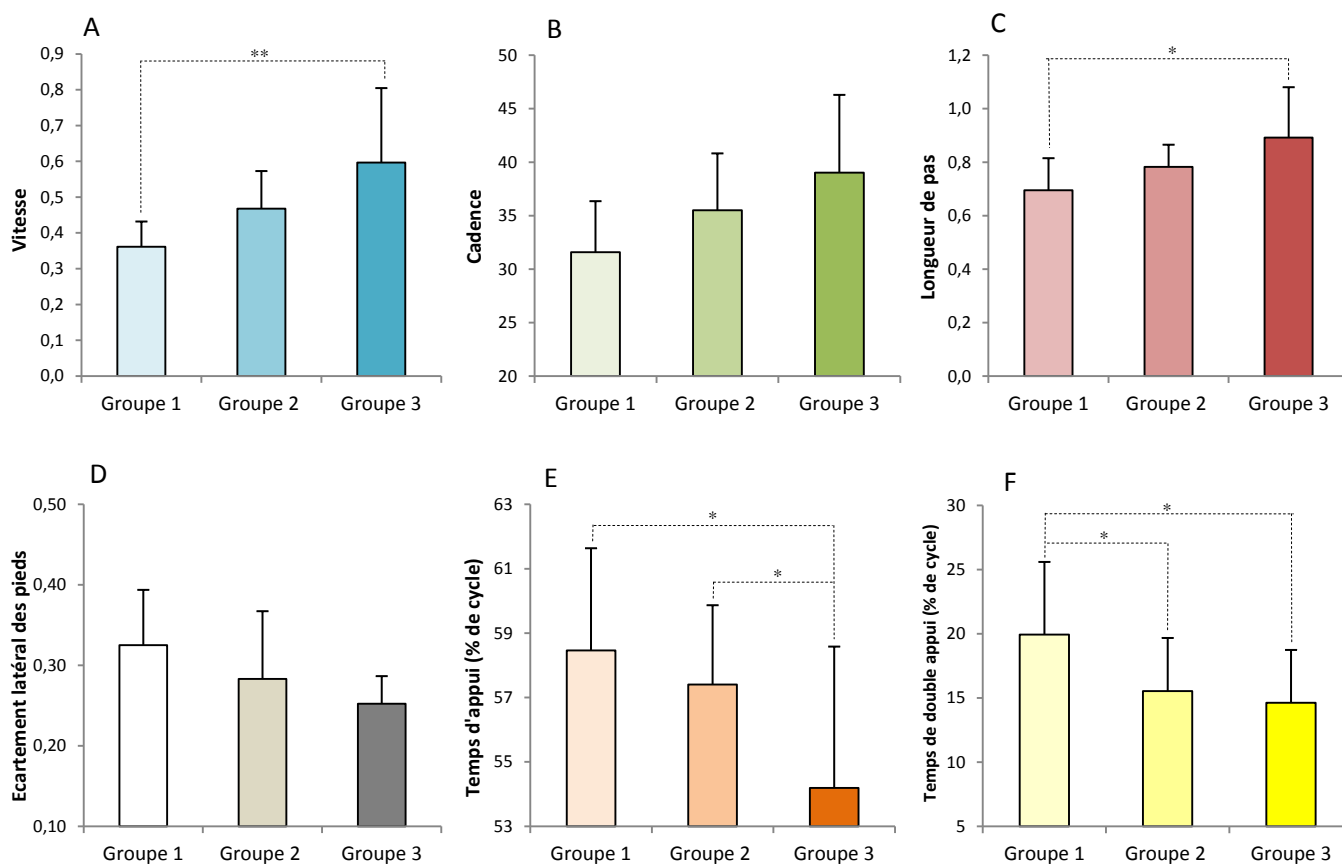 A
Vitesse
0,9
0,8
0,7
0,6
0,5
0,4
0,3
0,2
0,1
0,0
**
Groupe 1 Groupe 2 Groupe 3
B
Cadence
50
45
40
35
30
25
20
Groupe 1 Groupe 2 Groupe 3
C
Longueur de pas
1,2
1,0
0,8
0,6
0,4
0,2
0,0
*
Groupe 1 Groupe 2 Groupe 3
D
Ecartement latéral des pieds
0,50
0,40
0,30
0,20
0,10
Groupe 1 Groupe 2 Groupe 3
E
Temps d'appui (% de cycle)
63
61
59
57
55
53
*
*
Groupe 1 Groupe 2 Groupe 3
F
Temps de double appui (% de cycle)
30
25
20
15
10
5
*
*
Groupe 1 Groupe 2 Groupe 3